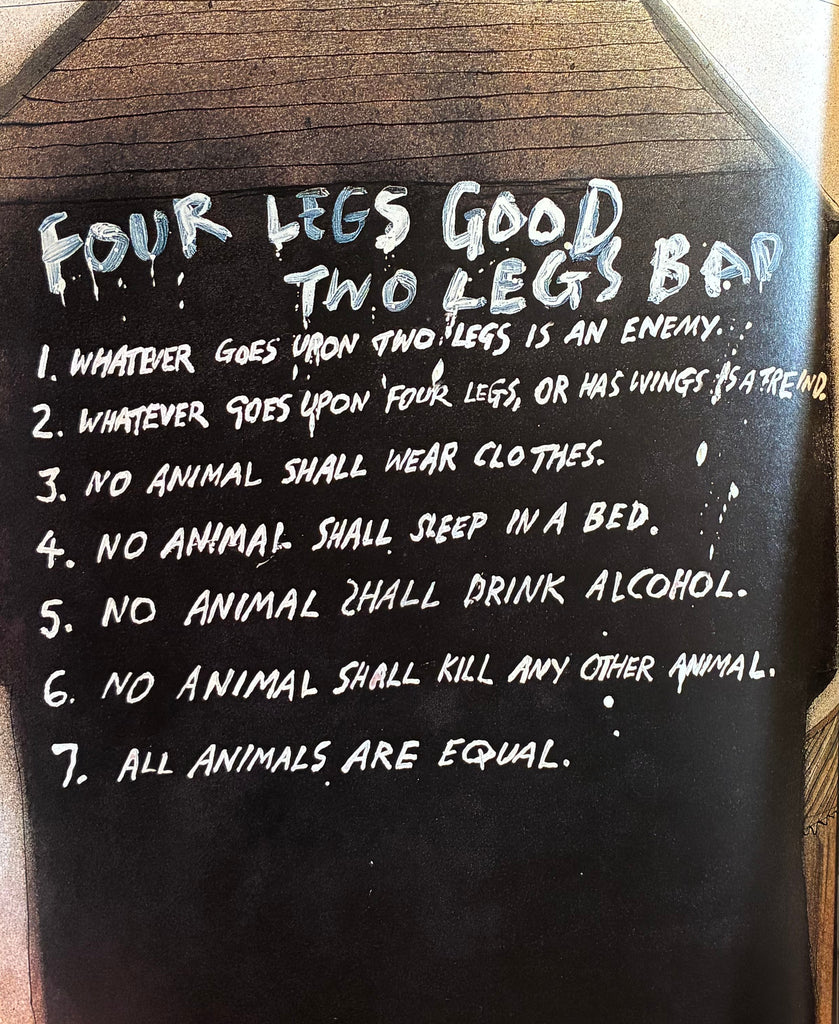 FOUR LEGS GOOD
TWO LEGS BAD
1. WHATEVER GOES UPON TWO LEGS IS AN ENEMY.
2. WHATEVER GOES UPON FOUR LEGS, OR HAS WINGS IS A FREIND.
3. NO ANIMAL SHALL WEAR CLOTHES.
4. NO ANIMAL SHALL SLEEP IN A BED.
5. NO ANIMAL SHALL DRINK ALCOHOL.
6. NO ANIMAL SHALL KILL ANY OTHER ANIMAL.
7. ALL ANIMALS ARE EQUAL.